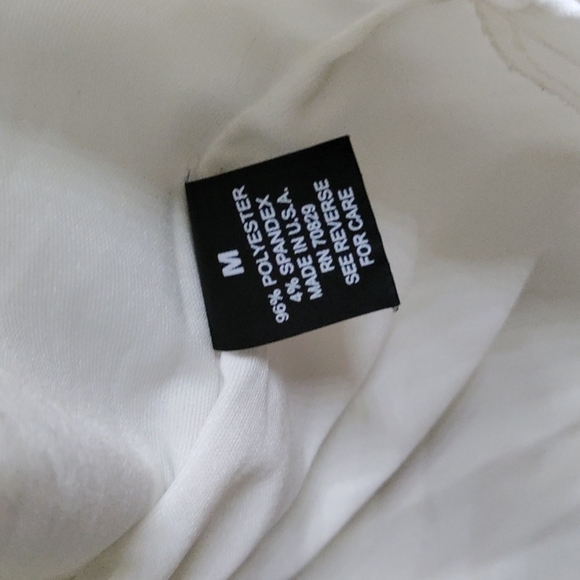 M
96% POLYESTER
4% SPANDEX
MADE IN U.S.A.
RN 70829
SEE REVERSE
FOR CARE